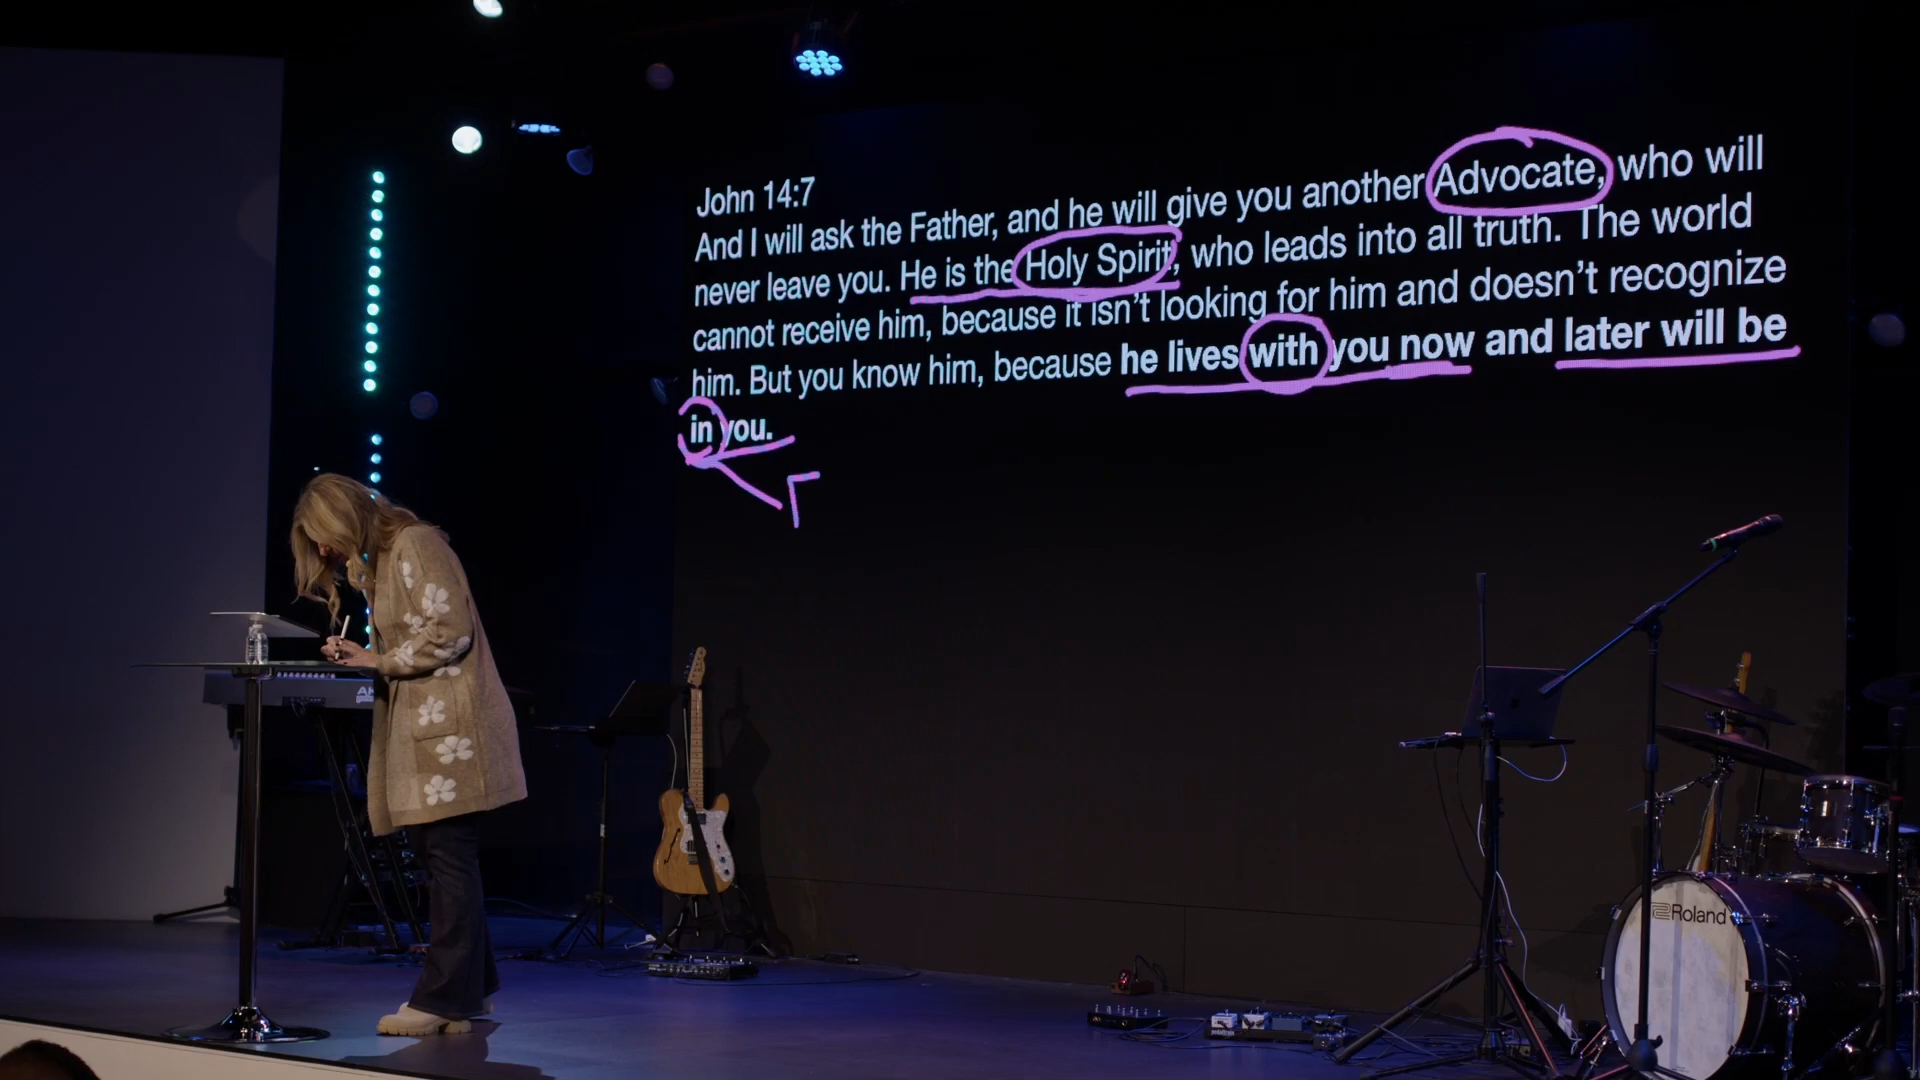 John 14:7
And I will ask the Father, and he will give you another Advocate, who will
never leave you. He is the Holy Spirit, who leads into all truth. The world
cannot receive him, because it isn't looking for him and doesn't recognize
him. But you know him, because he lives with you now and later will be
in you.
AK
Roland